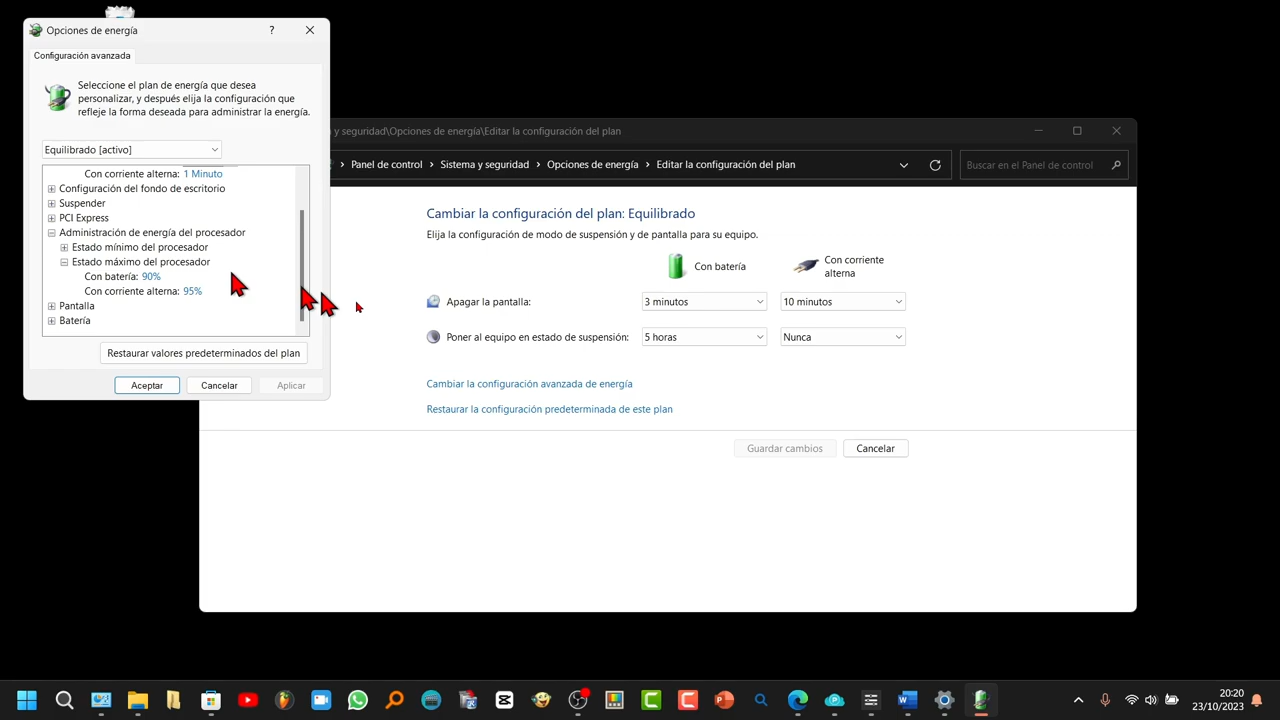 Opciones de energía
?
Configuración avanzada
Seleccione el plan de energía que desea
personalizar, y después elija la configuración que
refleje la forma deseada para administrar la energía.
Equilibrado [activo]
Con corriente alterna: 1 Minuto
Configuración del fondo de escritorio
Suspender
PCI Express
Administración de energía del procesador
Estado mínimo del procesador
Estado máximo del procesador
Con batería: 90%
Con corriente alterna: 95%
Pantalla
Batería
Restaurar valores predeterminados del plan
Aceptar
Cancelar
Aplicar
y seguridad\Opciones de energía\Editar la configuración del plan
Panel de control
Sistema y seguridad
Opciones de energía
Editar la configuración del plan
Buscar en el Panel de control
Cambiar la configuración del plan: Equilibrado
Elija la configuración de modo de suspensión y de pantalla para su equipo.
Con batería
Con corriente
alterna
Apagar la pantalla:
3 minutos
10 minutos
Poner al equipo en estado de suspensión:
5 horas
Nunca
Cambiar la configuración avanzada de energía
Restaurar la configuración predeterminada de este plan
Guardar cambios
Cancelar
20:20
23/10/2023